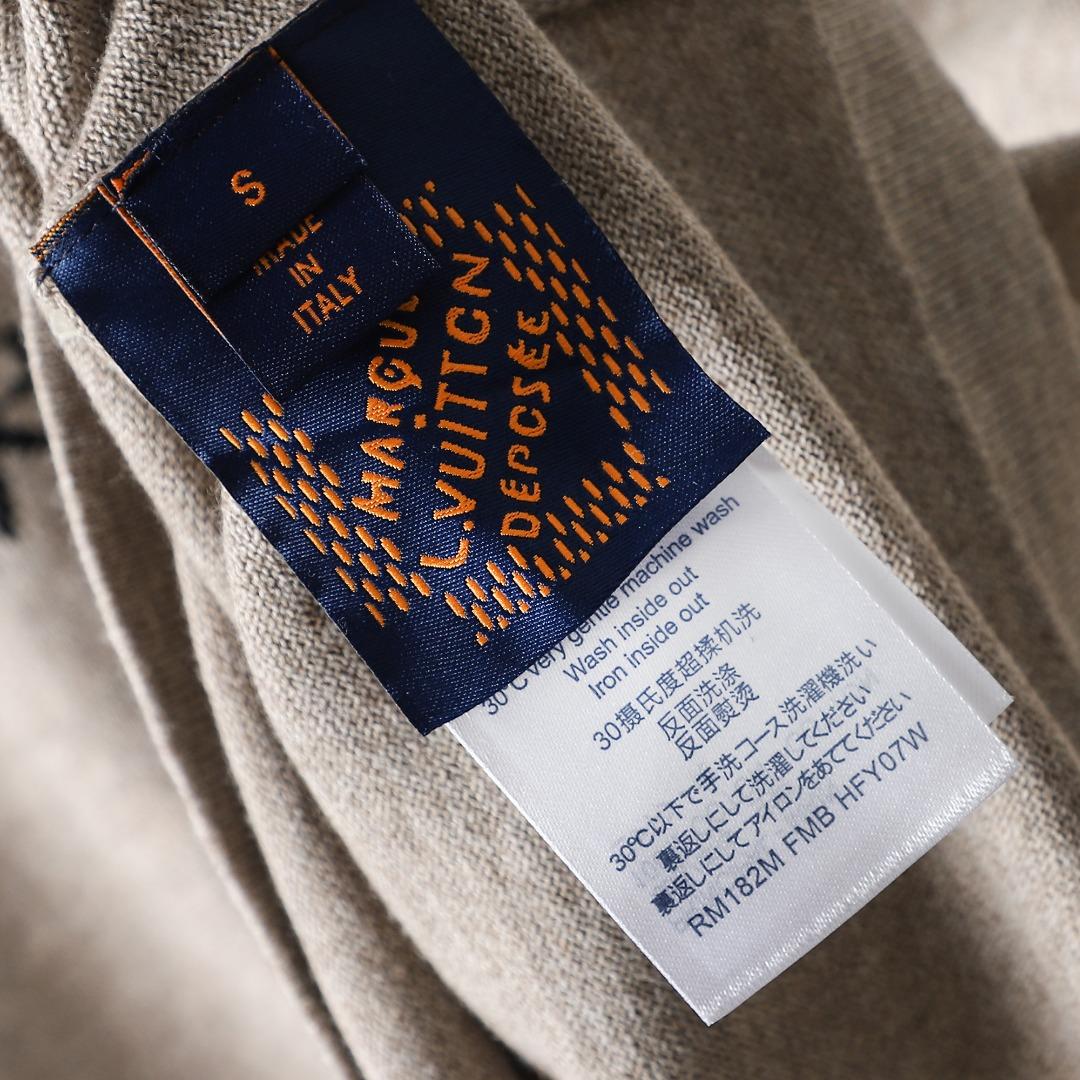 S
MADE
IN
ITALY
MARQUE
L.VUITTON
DÉPOSÉE
30°C Very gentle machine wash
Wash inside out
Iron inside out
30摄氏度超揉机洗
反面洗涤
反面熨烫
30℃以下で手洗コース洗濯機洗い
裏返しにして洗濯してください
裏返しにしてアイロンをあててください
RM182M FMB HFY07W